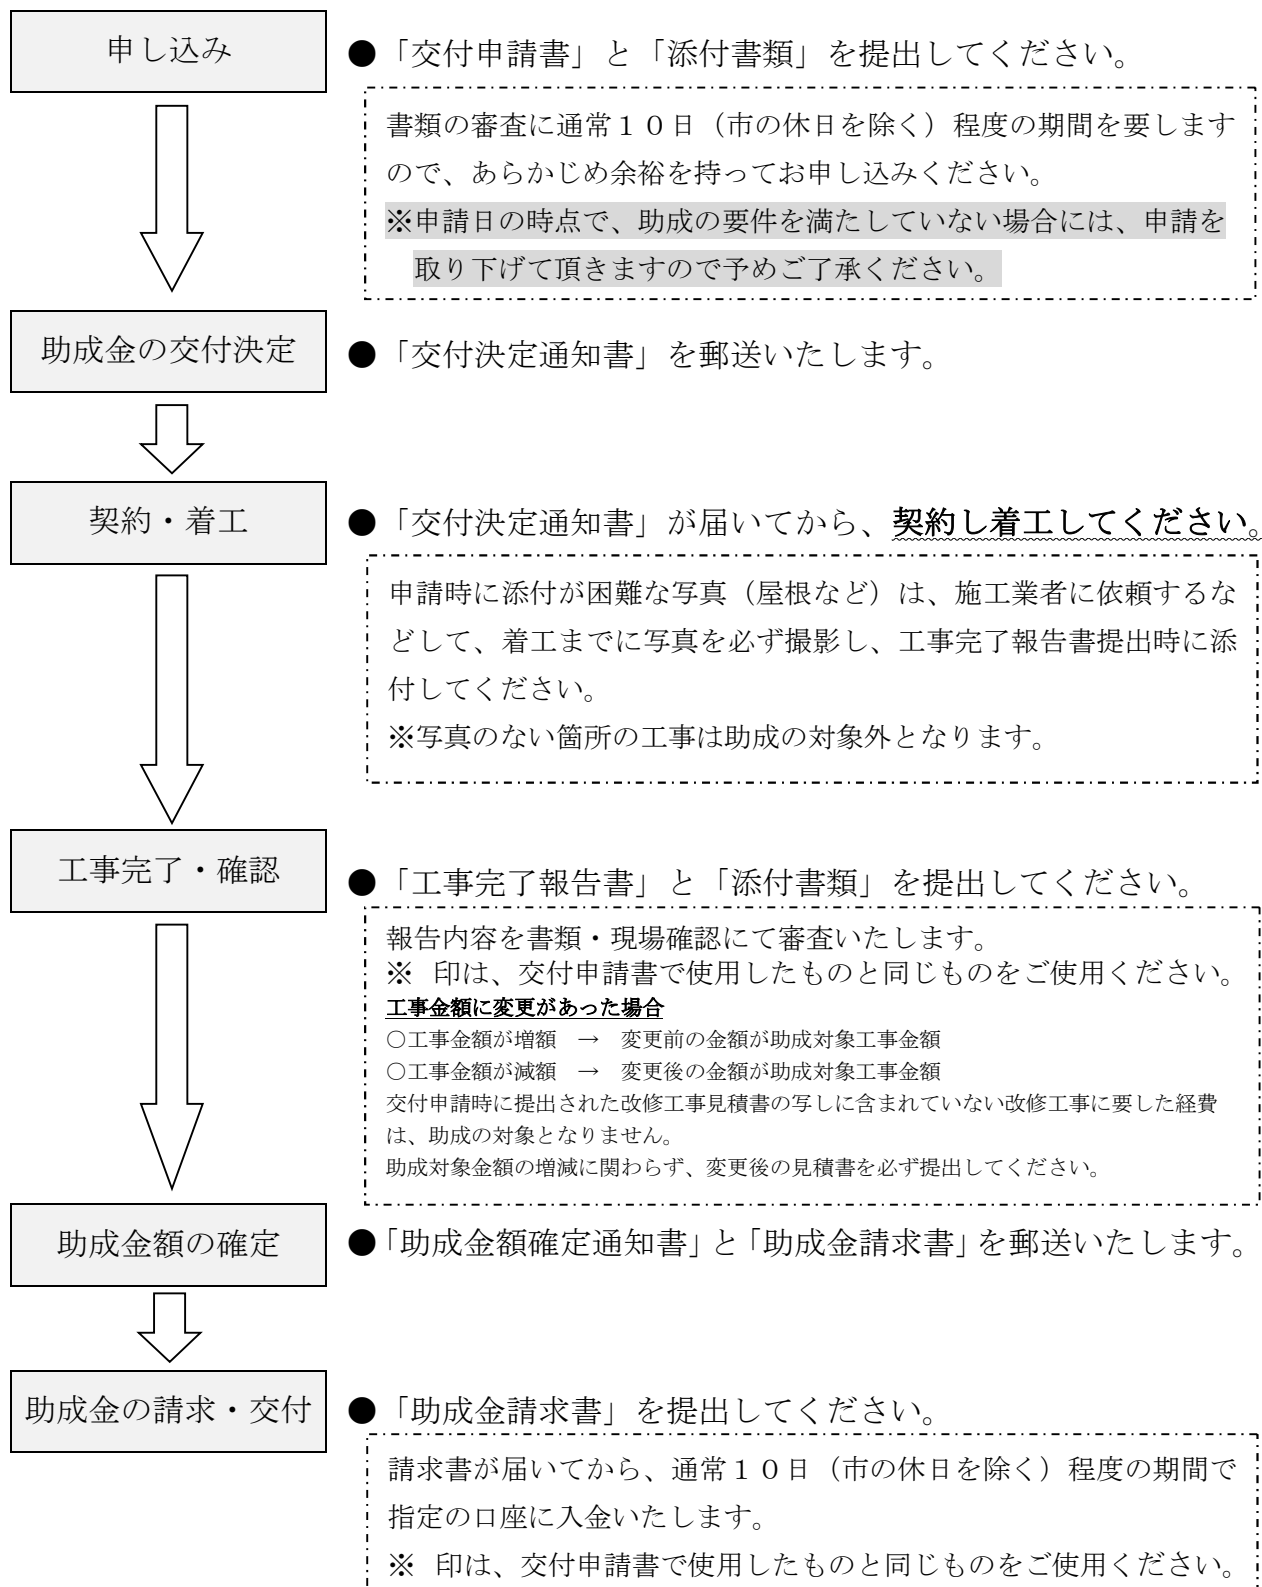 申し込み
●「交付申請書」と「添付書類」を提出してください。
書類の審査に通常１０日（市の休日を除く）程度の期間を要します
ので、あらかじめ余裕を持ってお申し込みください。
※申請日の時点で、助成の要件を満たしていない場合には、申請を
取り下げて頂きますので予めご了承ください。
助成金の交付決定
●「交付決定通知書」を郵送いたします。
契約・着工
●「交付決定通知書」が届いてから、契約し着工してください。
申請時に添付が困難な写真（屋根など）は、施工業者に依頼するな
どして、着工までに写真を必ず撮影し、工事完了報告書提出時に添
付してください。
※写真のない箇所の工事は助成の対象外となります。
工事完了・確認
●「工事完了報告書」と「添付書類」を提出してください。
報告内容を書類・現場確認にて審査いたします。
※ 印は、交付申請書で使用したものと同じものをご使用ください。
工事金額に変更があった場合
○工事金額が増額　→　変更前の金額が助成対象工事金額
○工事金額が減額　→　変更後の金額が助成対象工事金額
交付申請時に提出された改修工事見積書の写しに含まれていない改修工事に要した経費
は、助成の対象となりません。
助成対象金額の増減に関わらず、変更後の見積書を必ず提出してください。
助成金額の確定
●「助成金額確定通知書」と「助成金請求書」を郵送いたします。
助成金の請求・交付
●「助成金請求書」を提出してください。
請求書が届いてから、通常１０日（市の休日を除く）程度の期間で
指定の口座に入金いたします。
※ 印は、交付申請書で使用したものと同じものをご使用ください。